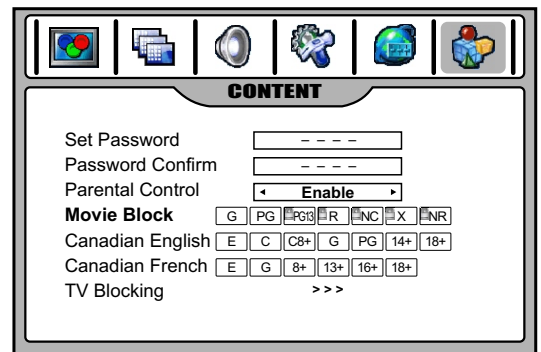 CONTENT
Set Password – – – –
Password Confirm – – – –
Parental Control Enable
Movie Block G PG PG13 R NC X NR
Canadian English E C C8+ G PG 14+ 18+
Canadian French E G 8+ 13+ 16+ 18+
TV Blocking >>>